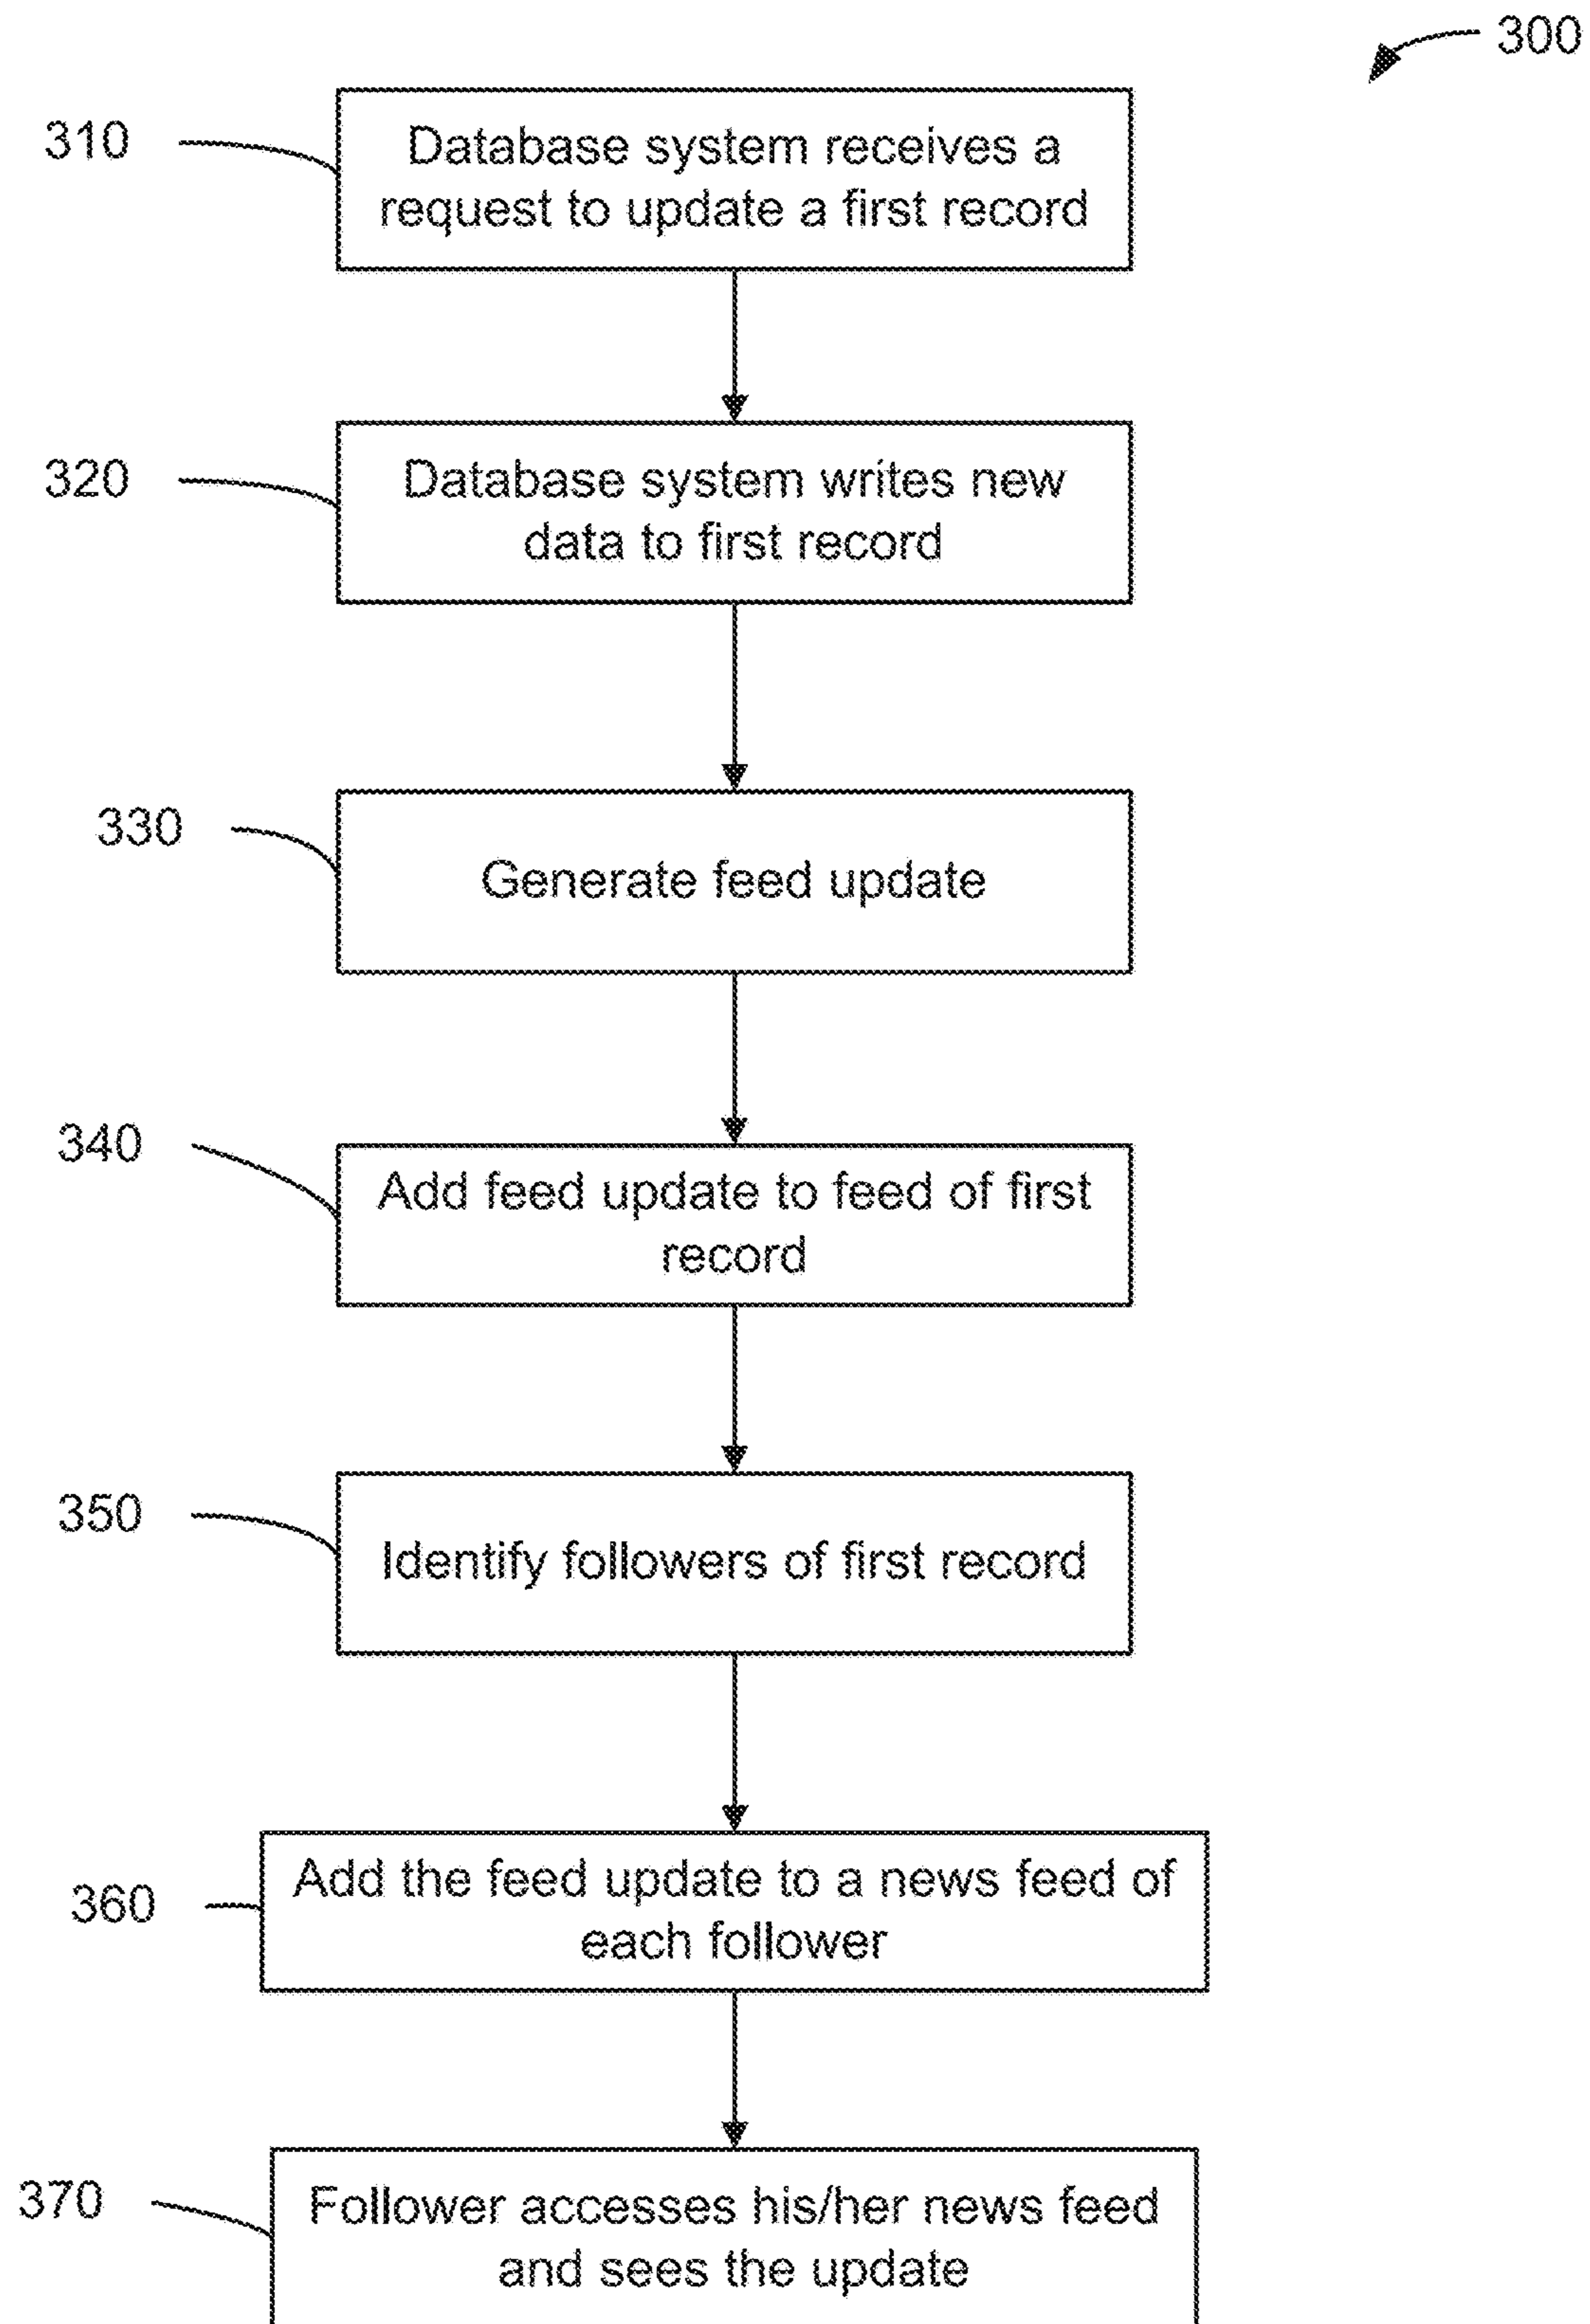 300
310
Database system receives a
request to update a first record
320
Database system writes new
data to first record
330
Generate feed update
340
Add feed update to feed of first
record
350
Identify followers of first record
360
Add the feed update to a news feed of
each follower
370
Follower accesses his/her news feed
and sees the update